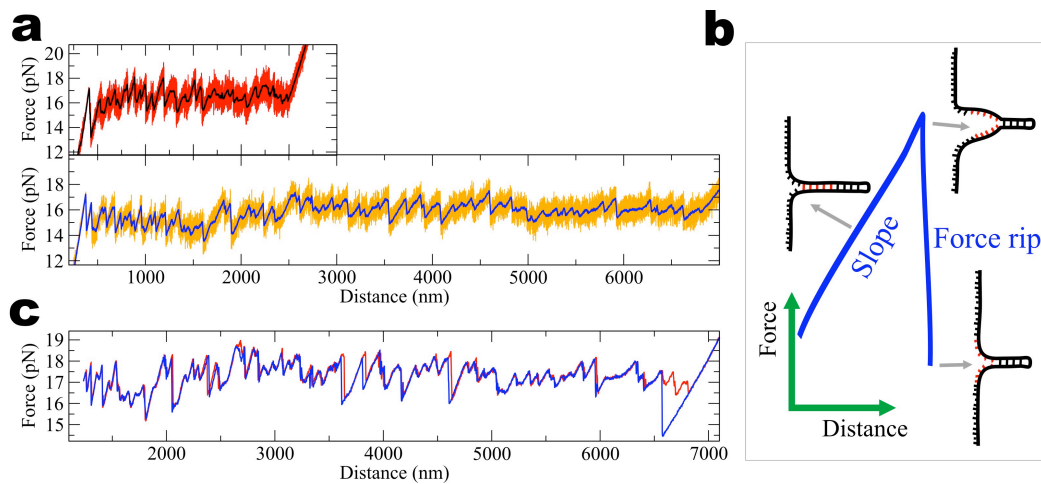 a
Force (pN)
20
18
16
14
12
Force (pN)
18
16
14
12
1000
2000
3000
4000
5000
6000
Distance (nm)
b
Slope
Force rip
Force
Distance
c
Force (pN)
19
18
17
16
15
2000
3000
4000
5000
6000
7000
Distance (nm)